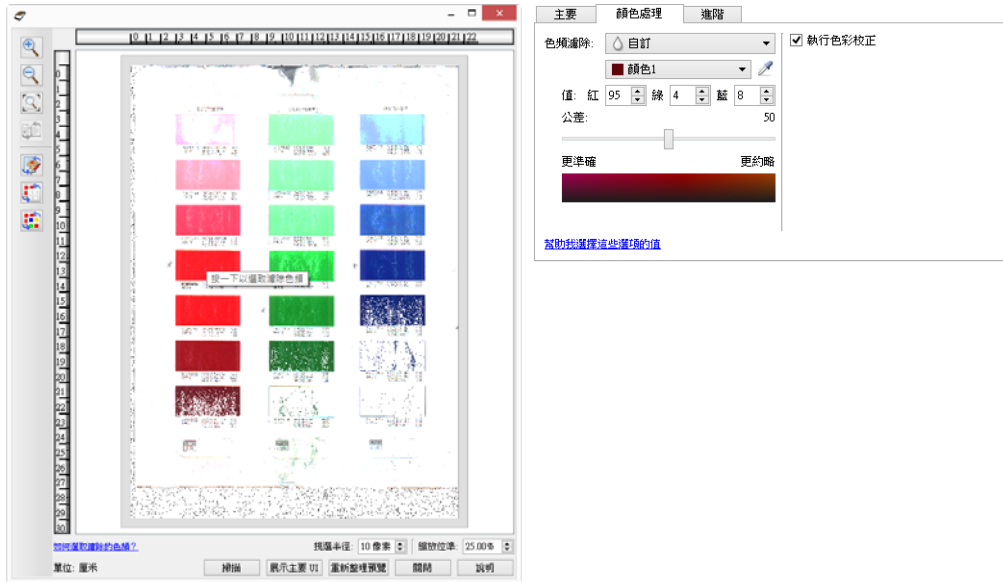 0 1 2 3 4 5 6 7 8 9 10 11 12 13 14 15 16 17 18 19 20 21 22
0
1
2
3
4
5
6
7
8
9
10
11
12
13
14
15
16
17
18
19
20
21
22
23
24
25
26
27
28
29
30
按一下以選取濾除色頻
如何選取濾除的色頻?
挑選半徑: 10 像素
縮放位準: 25.00%
單位: 厘米
掃描
展示主要 UI
重新整理預覽
關閉
說明
主要
顏色處理
進階
色頻濾除: 自訂
執行色彩校正
顏色1
值: 紅 95 綠 4 藍 8
公差: 50
更準確
更約略
幫助我選擇這些選項的值